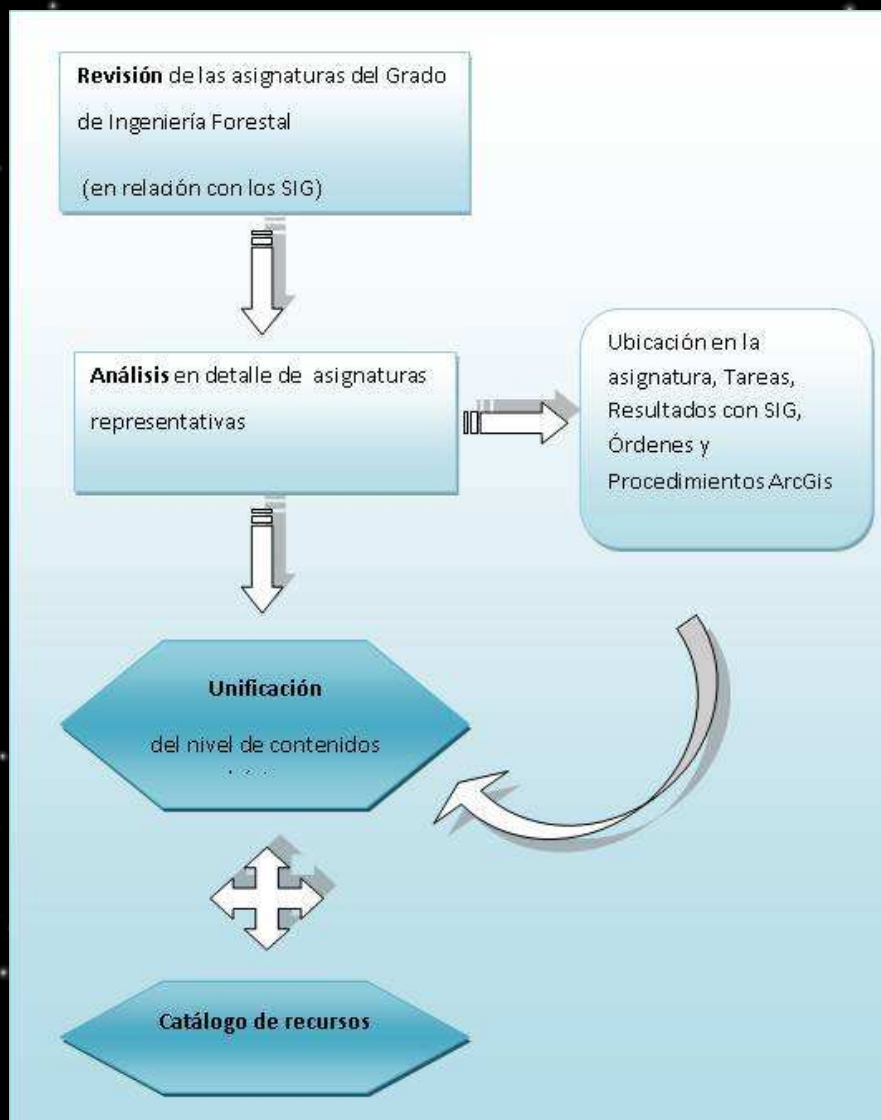 Revisión de las asignaturas del Grado
de Ingeniería Forestal
(en relación con los SIG)
Análisis en detalle de asignaturas
representativas
Ubicación en la
asignatura, Tareas,
Resultados con SIG,
Órdenes y
Procedimientos ArcGis
Unificación
del nivel de contenidos
Catálogo de recursos